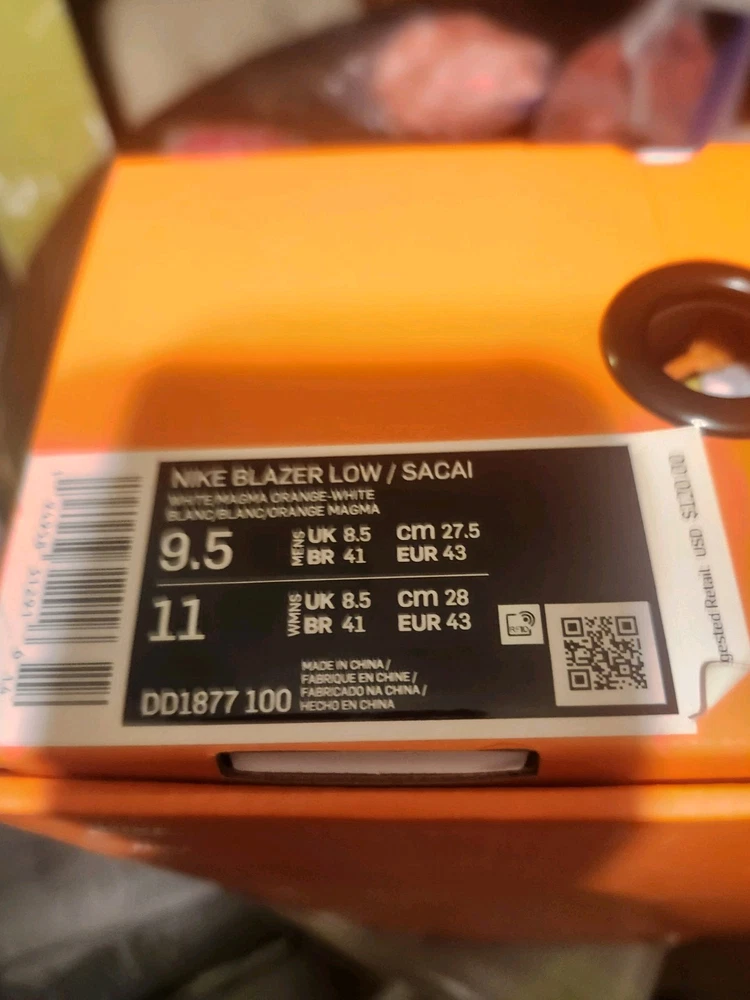 NIKE BLAZER LOW / SACAI
WHITE/MAGMA ORANGE-WHITE
BLANC/BLANC/ORANGE MAGMA
9.5 MENS UK 8.5 cm 27.5
BR 41 EUR 43
11 WMNS UK 8.5 cm 28
BR 41 EUR 43
RFID
MADE IN CHINA /
FABRIQUE EN CHINE /
FABRICADO NA CHINA /
HECHO EN CHINA
DD1877 100
gested Retail USD $120.00